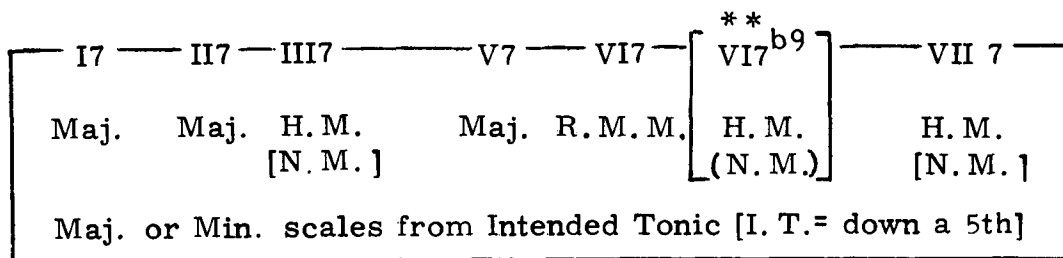 * *
I7 II7 III7 V7 VI7 [VI7b9] VII 7
Maj. Maj. H. M. Maj. R. M. M. H. M. H. M.
[N. M. ] (N. M.) [N. M. ]
Maj. or Min. scales from Intended Tonic [I. T.= down a 5th]